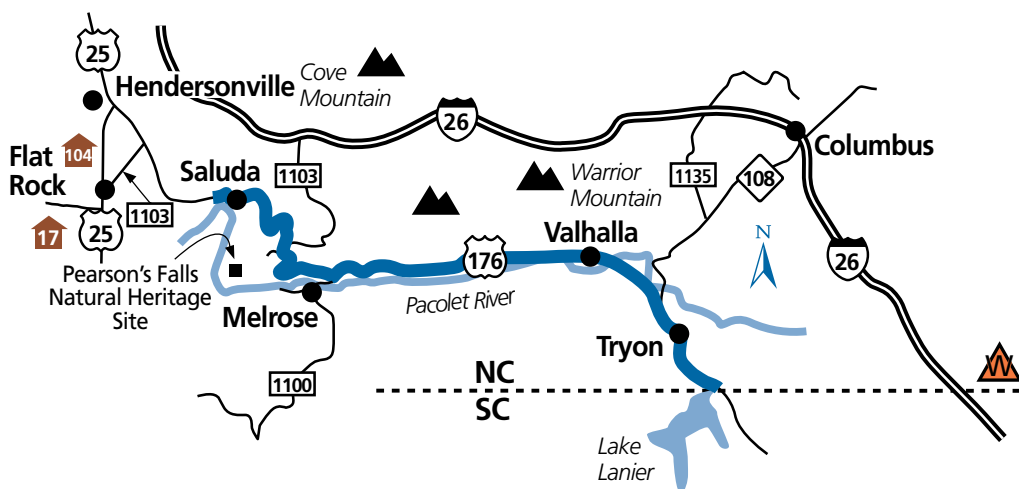 25
Hendersonville
Cove
Mountain
26
Columbus
104
Flat
Rock
Saluda
1103
1103
Warrior
Mountain
1135
108
17
25
Valhalla
N
176
26
Pearson's Falls
Natural Heritage
Site
Pacolet River
Melrose
Tryon
W
1100
NC
SC
Lake
Lanier